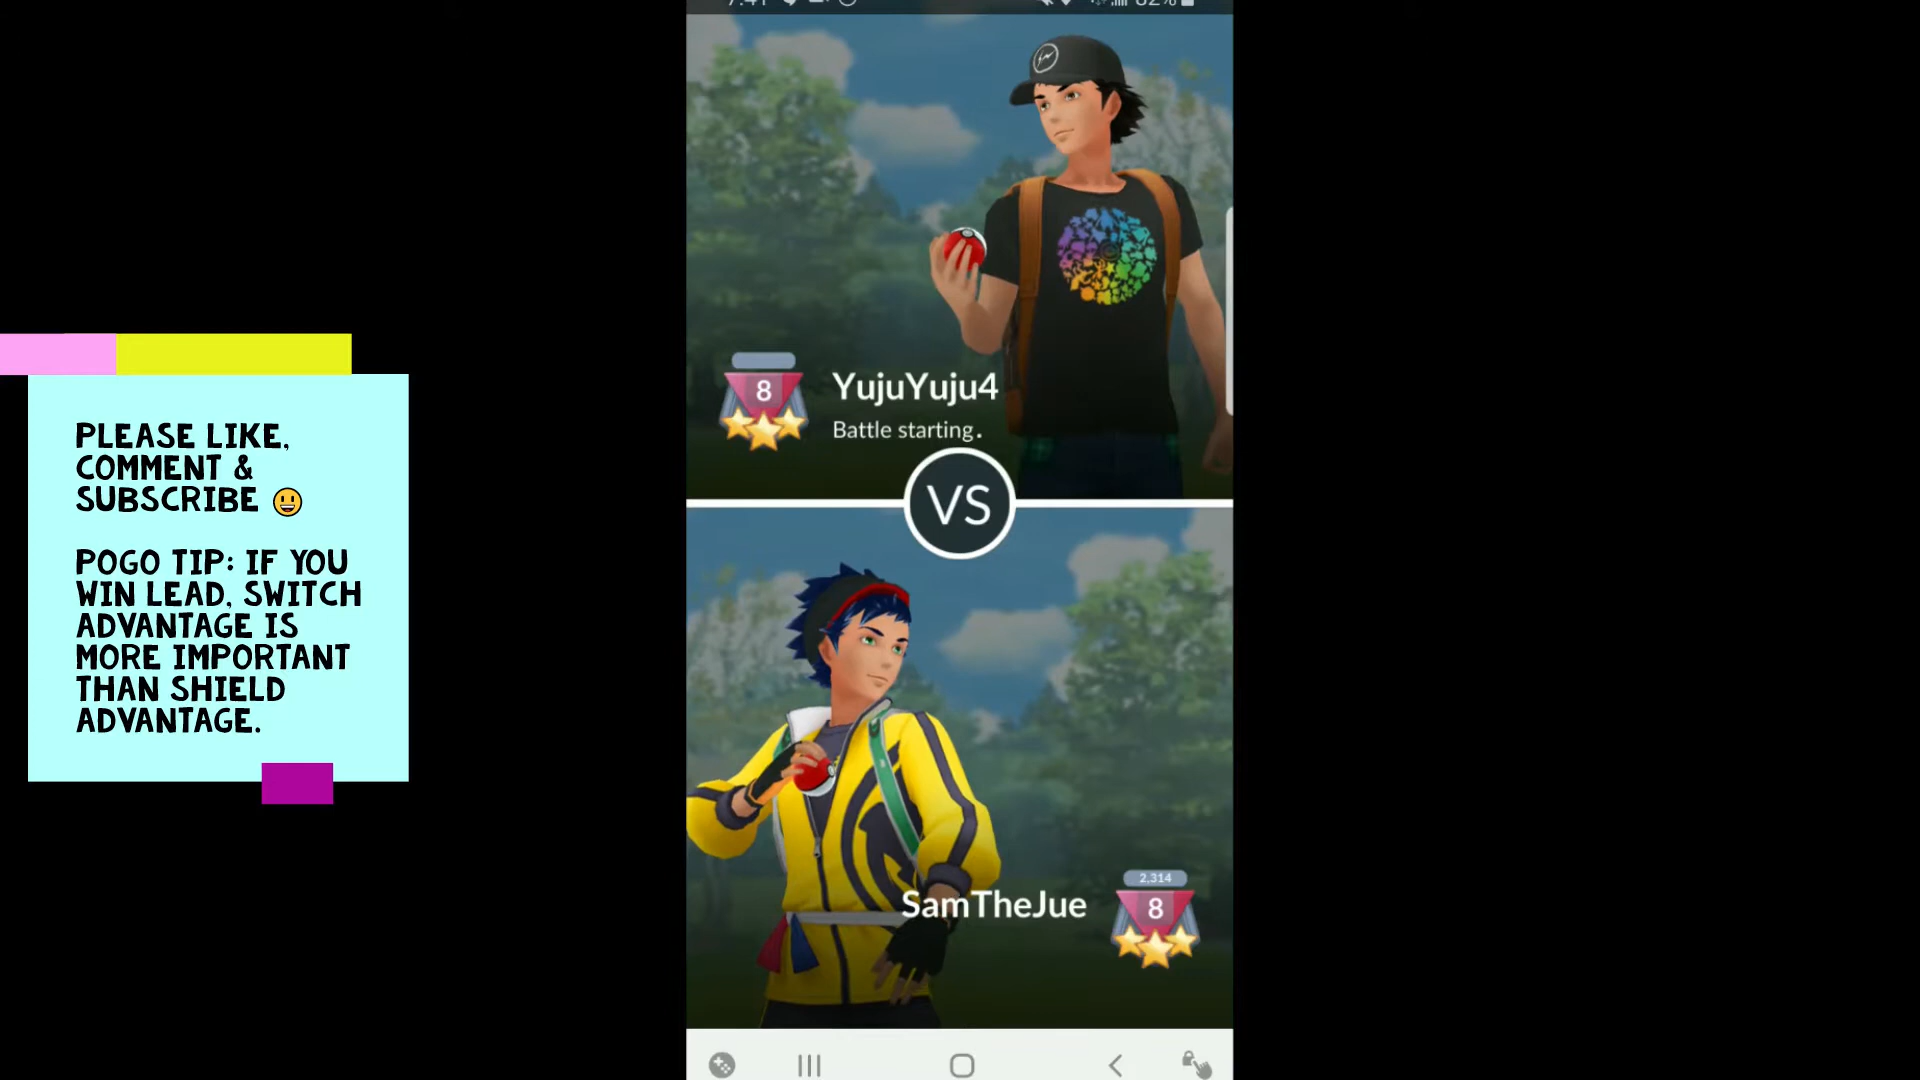 PLEASE LIKE,
COMMENT &
SUBSCRIBE 😃
POGO TIP: IF YOU
WIN LEAD, SWITCH
ADVANTAGE IS
MORE IMPORTANT
THAN SHIELD
ADVANTAGE.
8
YujuYuju4
Battle starting.
VS
SamTheJue
2,314
8